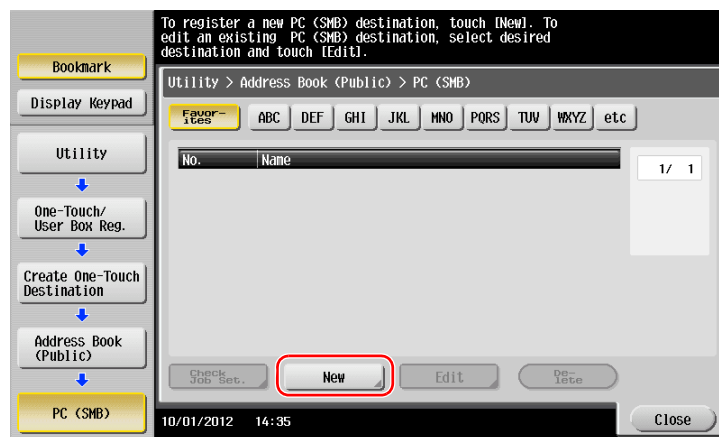 To register a new PC (SMB) destination, touch [New]. To
edit an existing PC (SMB) destination, select desired
destination and touch [Edit].
Bookmark
Display Keypad
Utility
One-Touch/
User Box Reg.
Create One-Touch
Destination
Address Book
(Public)
PC (SMB)
Utility > Address Book (Public) > PC (SMB)
Favor-
ites
ABC DEF GHI JKL MNO PQRS TUV WXYZ etc
No. Name
1/ 1
Check
Job Set.
New
Edit
De-
lete
10/01/2012 14:35
Close